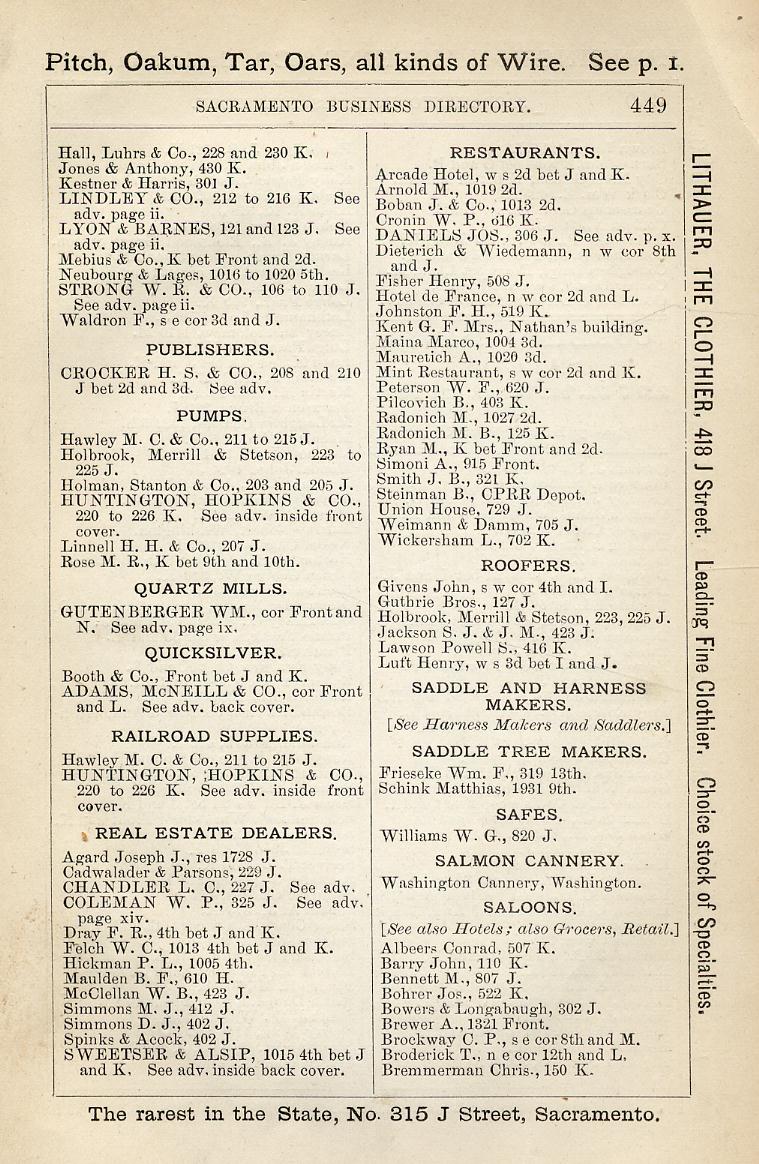 Pitch, Oakum, Tar, Oars, all kinds of Wire. See p. 1.
SACRAMENTO BUSINESS DIRECTORY. 449
Hall, Luhrs & Co., 228 and 230 K.
Jones & Anthony, 430 K.
Kestner & Harris, 301 J.
LINDLEY & CO., 212 to 216 K. See
adv. page ii.
LYON & BARNES, 121 and 123 J. See
adv. page ii.
Mebius & Co., K bet Front and 2d.
Neubourg & Lages, 1016 to 1020 5th.
STRONG W. R. & CO., 106 to 110 J.
See adv. page ii.
Waldron F., s e cor 3d and J.
PUBLISHERS.
CROCKER H. S. & CO., 208 and 210
J bet 2d and 3d. See adv.
PUMPS.
Hawley M. C. & Co., 211 to 215 J.
Holbrook, Merrill & Stetson, 223 to
225 J.
Holman, Stanton & Co., 203 and 205 J.
HUNTINGTON, HOPKINS & CO.,
220 to 226 K. See adv. inside front
cover.
Linnell H. H. & Co., 207 J.
Rose M. R., K bet 9th and 10th.
QUARTZ MILLS.
GUTENBERGER WM., cor Front and
N. See adv. page ix.
QUICKSILVER.
Booth & Co., Front bet J and K.
ADAMS, McNEILL & CO., cor Front
and L. See adv. back cover.
RAILROAD SUPPLIES.
Hawley M. C. & Co., 211 to 215 J.
HUNTINGTON, HOPKINS & CO.,
220 to 226 K. See adv. inside front
cover.
REAL ESTATE DEALERS.
Agard Joseph J., res 1728 J.
Cadwalader & Parsons, 229 J.
CHANDLER L. C., 227 J. See adv.
COLEMAN W. P., 325 J. See adv.
page xiv.
Dray F. R., 4th bet J and K.
Felch W. C., 1013 4th bet J and K.
Hickman P. L., 1005 4th.
Maulden B. F., 610 H.
McClellan W. B., 423 J.
Simmons M. J., 412 J.
Simmons D. J., 402 J.
Spinks & Acock, 402 J.
SWEETSER & ALSIP, 1015 4th bet J
and K. See adv. inside back cover.
RESTAURANTS.
Arcade Hotel, w s 2d bet J and K.
Arnold M., 1019 2d.
Boban J. & Co., 1013 2d.
Cronin W. P., 616 K.
DANIELS JOS., 306 J. See adv. p. x.
Dieterich & Wiedemann, n w cor 8th
and J.
Fisher Henry, 508 J.
Hotel de France, n w cor 2d and L.
Johnston F. H., 519 K.
Kent G. F. Mrs., Nathan's building.
Maina Marco, 1004 3d.
Mauretich A., 1020 3d.
Mint Restaurant, s w cor 2d and K.
Peterson W. F., 620 J.
Pilcovich B., 403 K.
Radonich M., 1027 2d.
Radonich M. B., 125 K.
Ryan M., K bet Front and 2d.
Simoni A., 915 Front.
Smith J. B., 321 K.
Steinman B., CPRR Depot.
Union House, 729 J.
Weimann & Damm, 705 J.
Wickersham L., 702 K.
ROOFERS.
Givens John, s w cor 4th and I.
Guthrie Bros., 127 J.
Holbrook, Merrill & Stetson, 223, 225 J.
Jackson S. J. & J. M., 423 J.
Lawson Powell S., 416 K.
Luft Henry, w s 3d bet I and J.
SADDLE AND HARNESS
MAKERS.
[See Harness Makers and Saddlers.]
SADDLE TREE MAKERS.
Frieseke Wm. F., 319 13th.
Schink Matthias, 1931 9th.
SAFES.
Williams W. G., 820 J.
SALMON CANNERY.
Washington Cannery, Washington.
SALOONS.
[See also Hotels; also Grocers, Retail.]
Albeers Conrad, 507 K.
Barry John, 110 K.
Bennett M., 807 J.
Bohrer Jos., 522 K.
Bowers & Longabaugh, 302 J.
Brewer A., 1321 Front.
Brockway C. P., s e cor 8th and M.
Broderick T., n e cor 12th and L.
Bremmerman Chris., 150 K.
LITHAUER, THE CLOTHIER, 418 J Street. Leading Fine Clothier. Choice stock of Specialties.
The rarest in the State, No. 315 J Street, Sacramento.